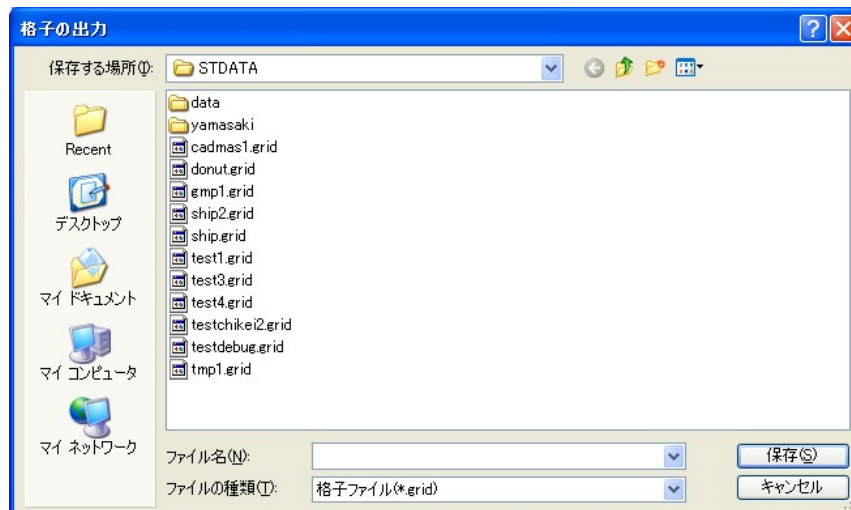 格子の出力
保存する場所(I):
STDATA
Recent
デスクトップ
マイ ドキュメント
マイ コンピュータ
マイ ネットワーク
data
yamasaki
cadmas1.grid
donut.grid
gmp1.grid
ship2.grid
ship.grid
test1.grid
test3.grid
test4.grid
testchikei2.grid
testdebug.grid
tmp1.grid
ファイル名(N):
保存(S)
ファイルの種類(T):
格子ファイル(*.grid)
キャンセル